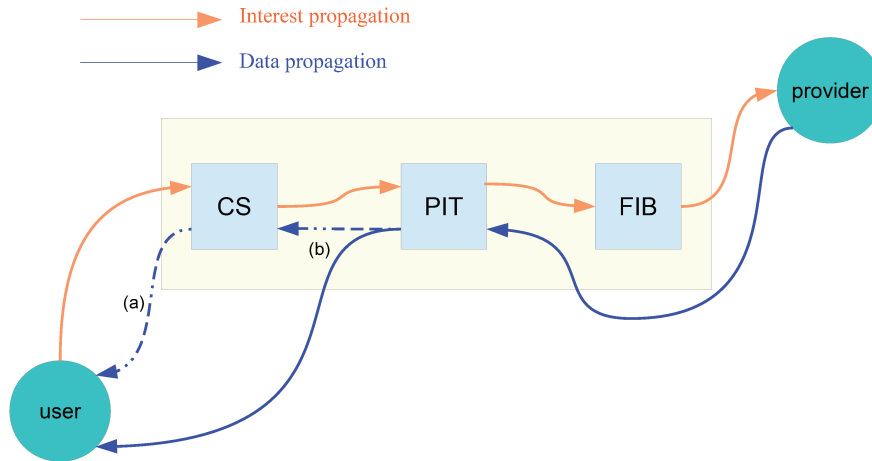 Interest propagation
Data propagation
provider
CS
PIT
FIB
(b)
(a)
user